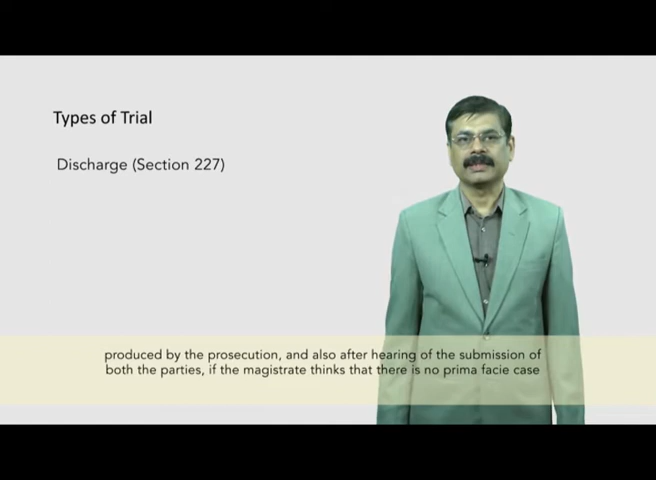 Types of Trial
Discharge (Section 227)
produced by the prosecution, and also after hearing of the submission of
both the parties, if the magistrate thinks that there is no prima facie case